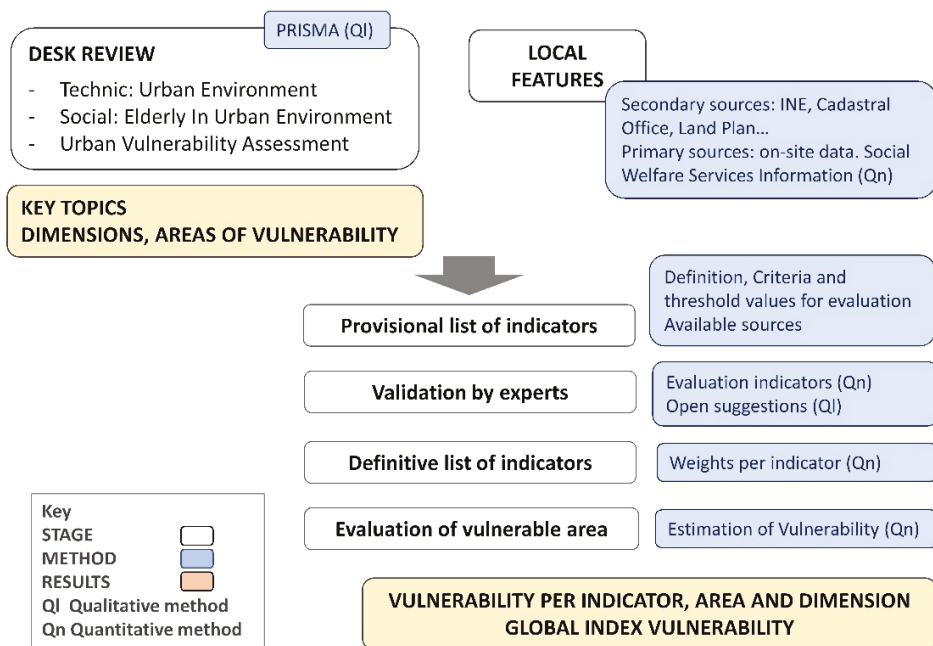 PRISMA (Ql)
DESK REVIEW
- Technic: Urban Environment
- Social: Elderly In Urban Environment
- Urban Vulnerability Assessment
LOCAL
FEATURES
Secondary sources: INE, Cadastral
Office, Land Plan...
Primary sources: on-site data. Social
Welfare Services Information (Qn)
KEY TOPICS
DIMENSIONS, AREAS OF VULNERABILITY
Provisional list of indicators
Definition, Criteria and
threshold values for evaluation
Available sources
Validation by experts
Evaluation indicators (Qn)
Open suggestions (Ql)
Definitive list of indicators
Weights per indicator (Qn)
Evaluation of vulnerable area
Estimation of Vulnerability (Qn)
Key
STAGE
METHOD
RESULTS
Ql Qualitative method
Qn Quantitative method
VULNERABILITY PER INDICATOR, AREA AND DIMENSION
GLOBAL INDEX VULNERABILITY